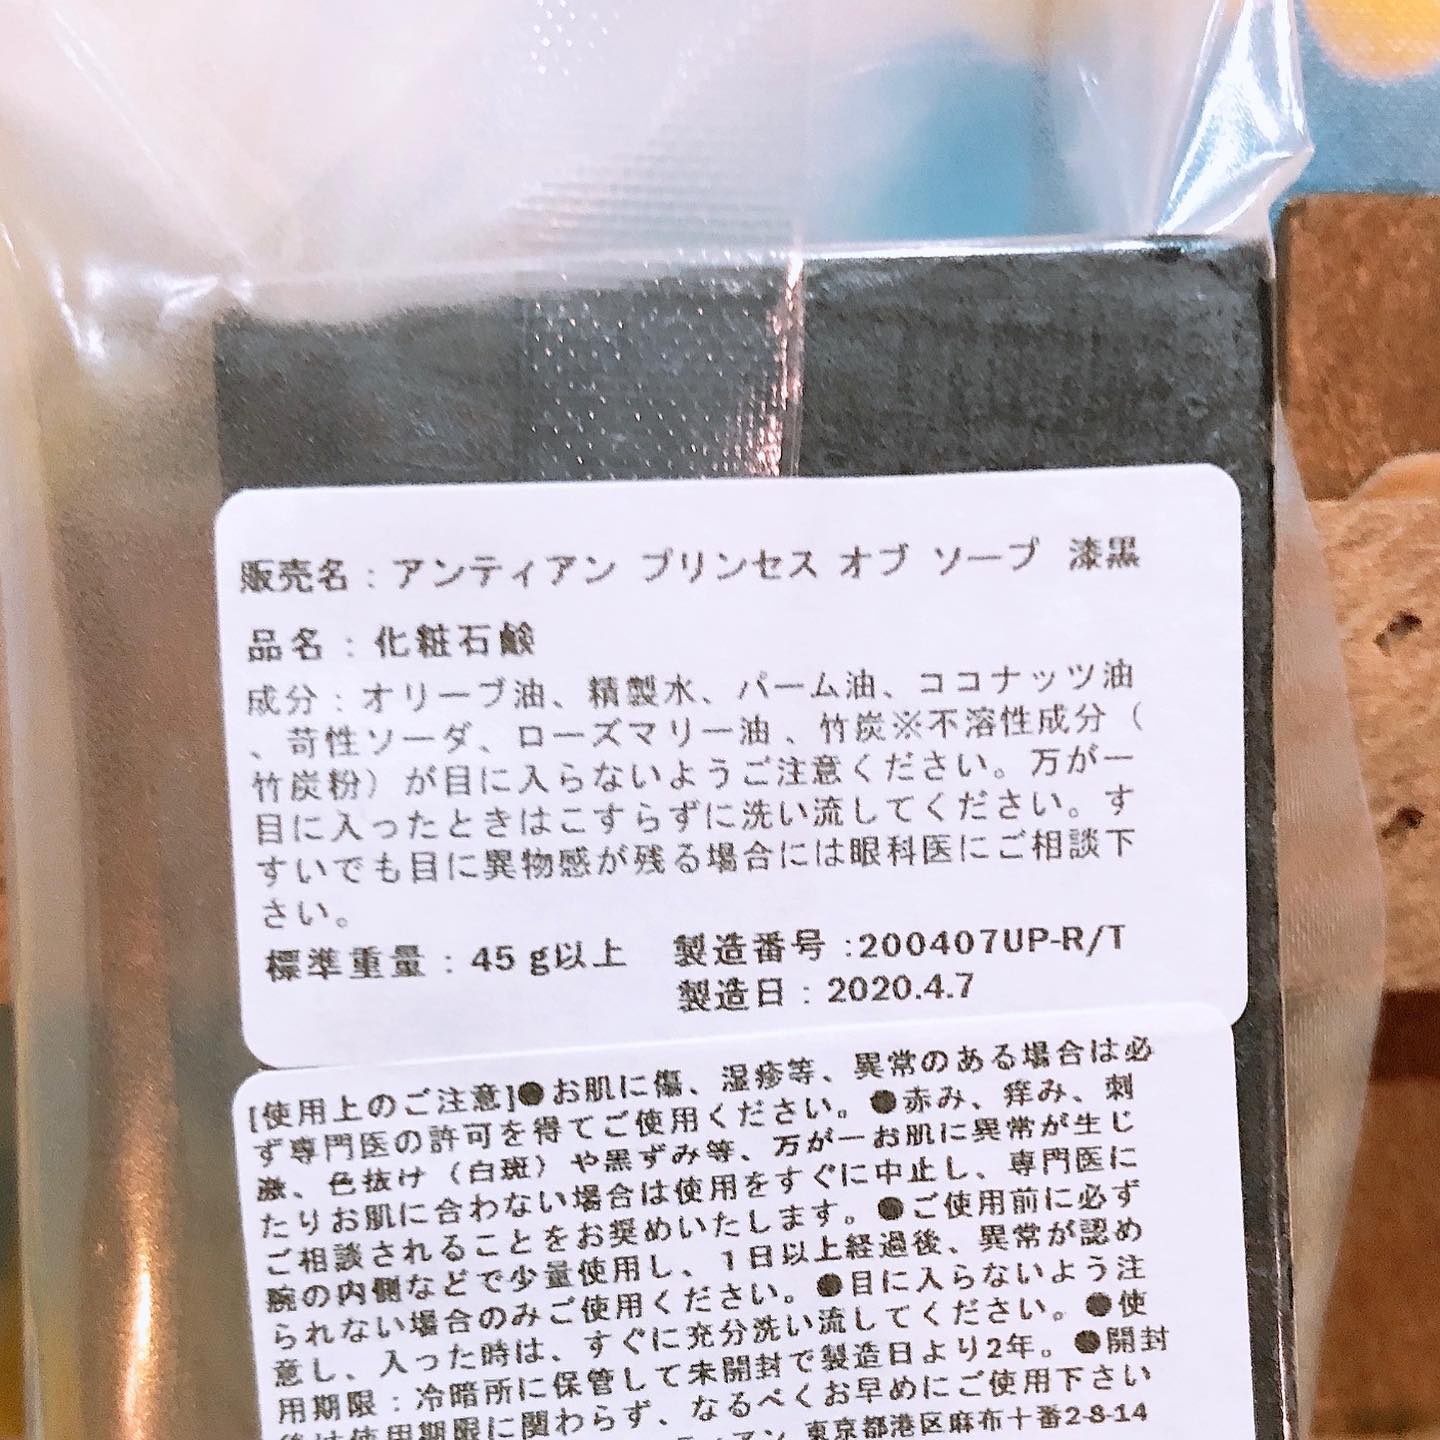 販売名：アンティアン プリンセス オブ ソープ 漆黒
品名：化粧石鹸
成分：オリーブ油、精製水、パーム油、ココナッツ油
、苛性ソーダ、ローズマリー油、竹炭※不溶性成分（
竹炭粉）が目に入らないようご注意ください。万が一
目に入ったときはこすらずに洗い流してください。す
すいでも目に異物感が残る場合には眼科医にご相談下
さい。
標準重量：45 g以上 製造番号:200407UP-R/T
製造日：2020.4.7
[使用上のご注意]●お肌に傷、湿疹等、異常のある場合は必
ず専門医の許可を得てご使用ください。●赤み、痒み、刺
激、色抜け（白斑）や黒ずみ等、万が一お肌に異常が生じ
たりお肌に合わない場合は使用をすぐに中止し、専門医に
ご相談されることをお奨めいたします。●ご使用前に必ず
腕の内側などで少量使用し、1日以上経過後、異常が認め
られない場合のみご使用ください。●目に入らないよう注
意し、入った時は、すぐに充分洗い流してください。●使
用期限：冷暗所に保管して未開封で製造日より2年。●開封
後は使用期限に関わらず、なるべくお早めにご使用下さい
ティアン 東京都港区麻布十番2-8-14